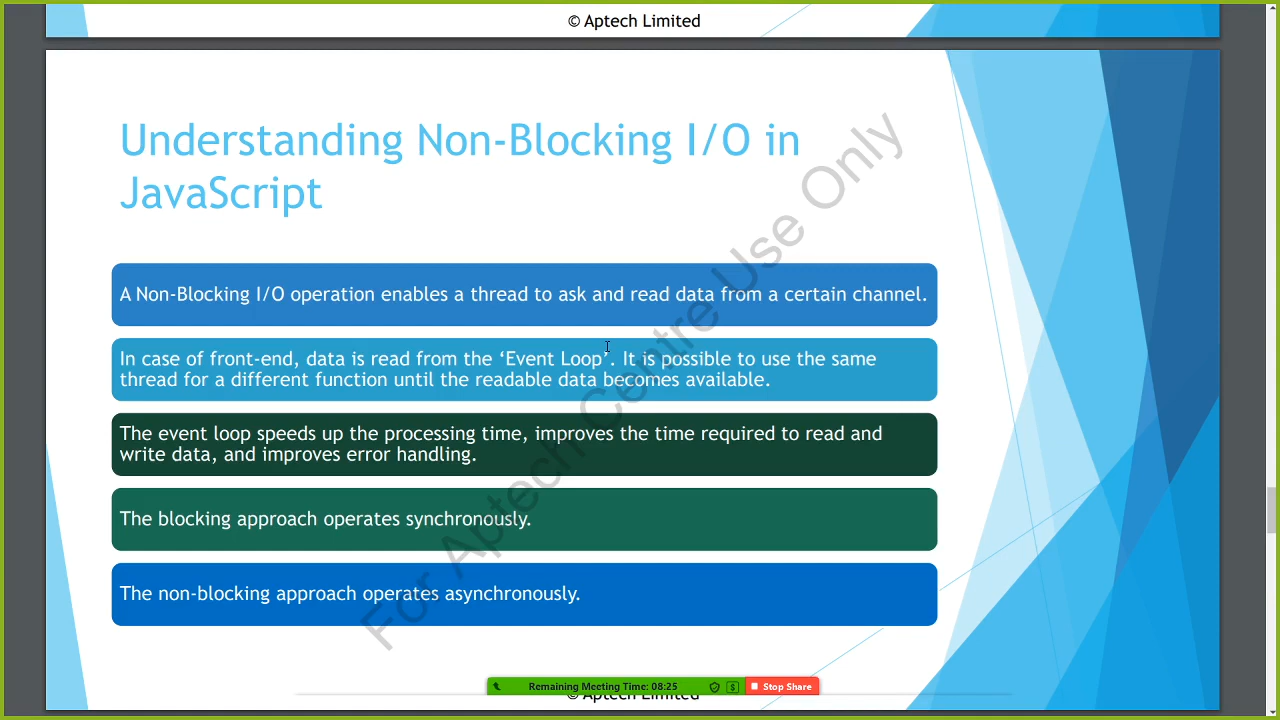 © Aptech Limited
Understanding Non-Blocking I/O in
JavaScript
A Non-Blocking I/O operation enables a thread to ask and read data from a certain channel.
In case of front-end, data is read from the ‘Event Loop’. It is possible to use the same
thread for a different function until the readable data becomes available.
The event loop speeds up the processing time, improves the time required to read and
write data, and improves error handling.
The blocking approach operates synchronously.
The non-blocking approach operates asynchronously.
For Aptech Centre Use Only
Remaining Meeting Time: 08:25
Stop Share
© Aptech Limited